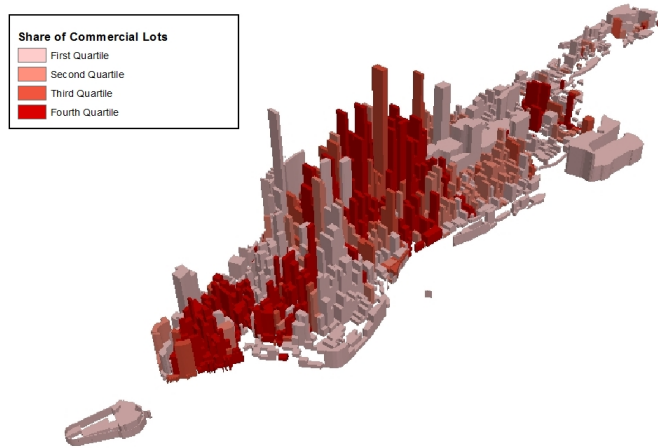 Share of Commercial Lots
First Quartile
Second Quartile
Third Quartile
Fourth Quartile